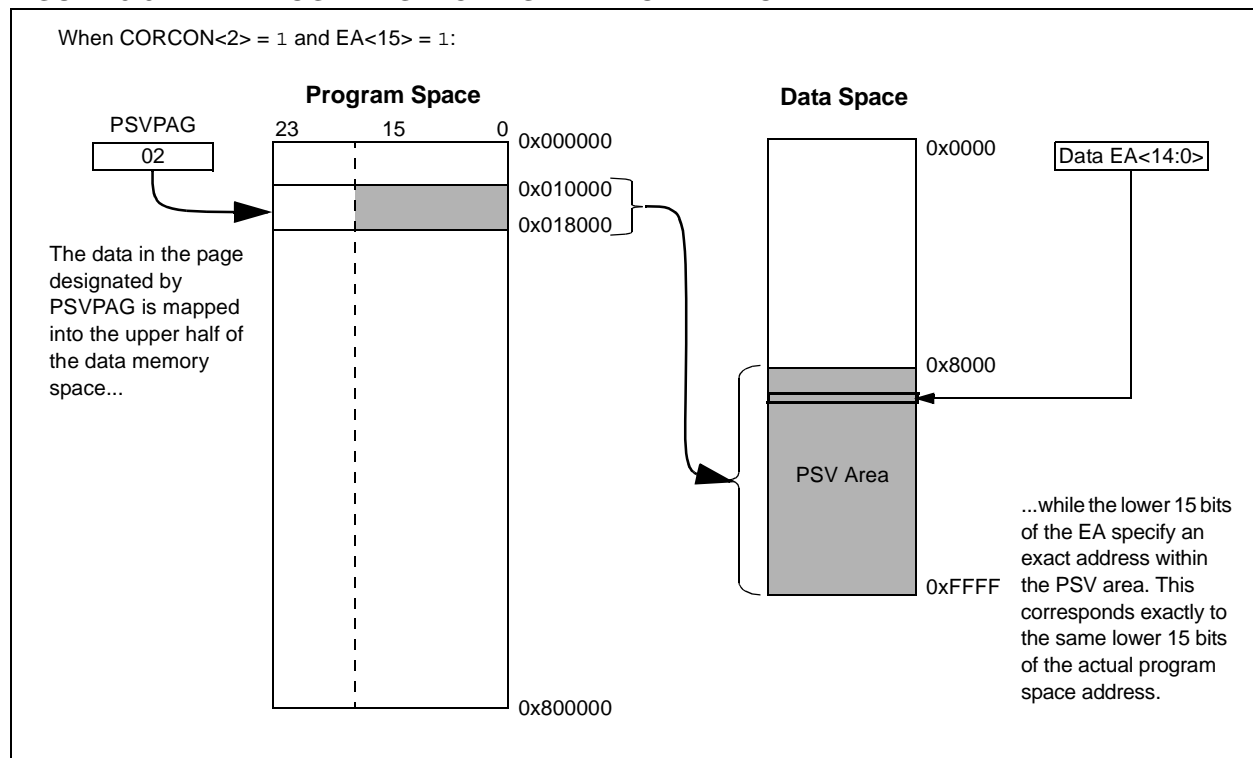 When CORCON<2> = 1 and EA<15> = 1:
Program Space
Data Space
PSVPAG
02
23
15
0
0x000000
0x010000
0x018000
0x800000
The data in the page
designated by
PSVPAG is mapped
into the upper half of
the data memory
space...
0x0000
Data EA<14:0>
0x8000
PSV Area
0xFFFF
...while the lower 15 bits
of the EA specify an
exact address within
the PSV area. This
corresponds exactly to
the same lower 15 bits
of the actual program
space address.